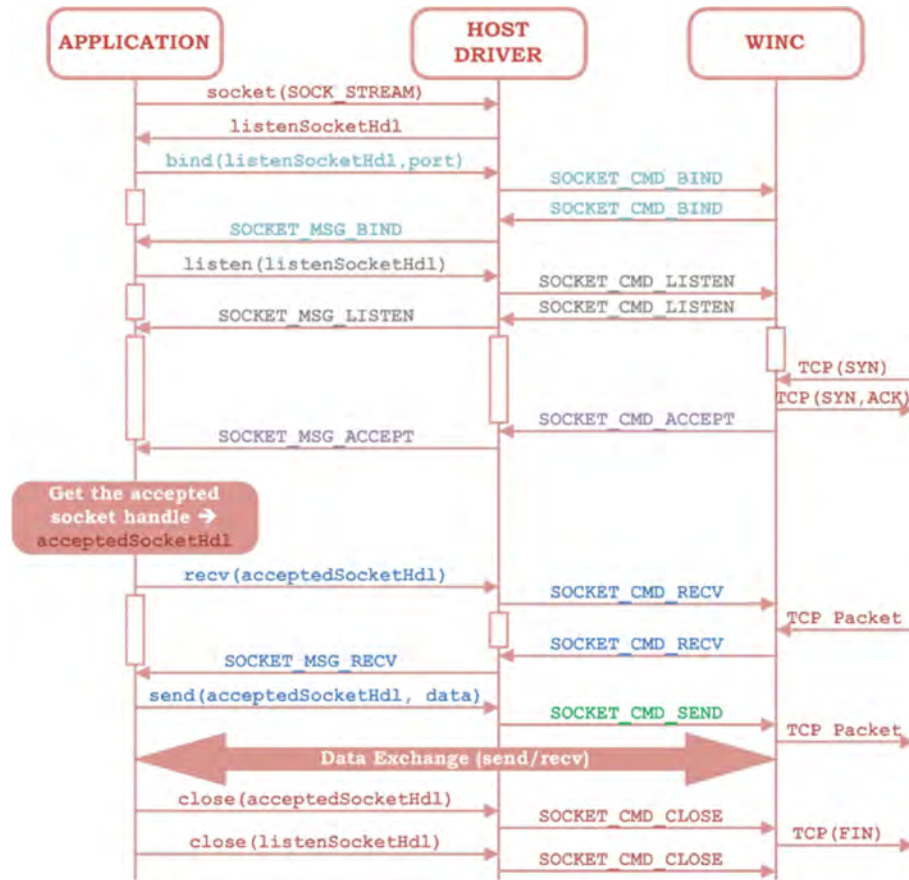 APPLICATION
HOST
DRIVER
WINC
socket(SOCK_STREAM)
listenSocketHdl
bind(listenSocketHdl,port)
SOCKET_CMD_BIND
SOCKET_CMD_BIND
SOCKET_MSG_BIND
listen(listenSocketHdl)
SOCKET_CMD_LISTEN
SOCKET_CMD_LISTEN
SOCKET_MSG_LISTEN
TCP(SYN)
TCP(SYN,ACK)
SOCKET_CMD_ACCEPT
SOCKET_MSG_ACCEPT
Get the accepted
socket handle →
acceptedSocketHdl
recv(acceptedSocketHdl)
SOCKET_CMD_RECV
TCP Packet
SOCKET_CMD_RECV
SOCKET_MSG_RECV
send(acceptedSocketHdl, data)
SOCKET_CMD_SEND
TCP Packet
Data Exchange (send/recv)
close(acceptedSocketHdl)
SOCKET_CMD_CLOSE
TCP(FIN)
close(listenSocketHdl)
SOCKET_CMD_CLOSE